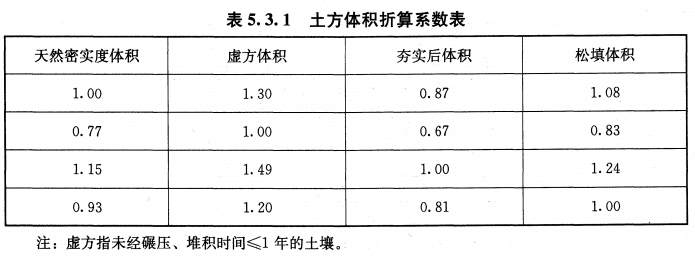 表 5.3.1 土方体积折算系数表
天然密实度体积 虚方体积 夯实后体积 松填体积
1.00 1.30 0.87 1.08
0.77 1.00 0.67 0.83
1.15 1.49 1.00 1.24
0.93 1.20 0.81 1.00
注：虚方指未经碾压、堆积时间≤1年的土壤。